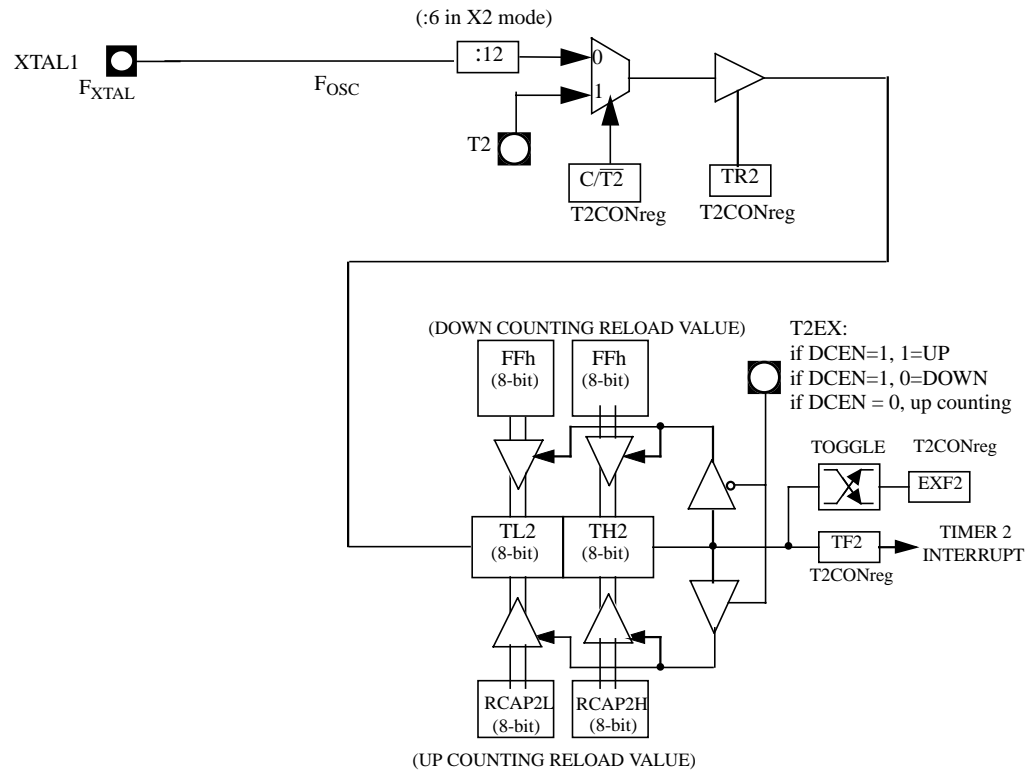 (:6 in X2 mode)
XTAL1
:12
0
FXTAL
FOSC
1
T2
C/T2
TR2
T2CONreg
T2CONreg
(DOWN COUNTING RELOAD VALUE)
T2EX:
if DCEN=1, 1=UP
if DCEN=1, 0=DOWN
if DCEN = 0, up counting
FFh
(8-bit)
FFh
(8-bit)
TOGGLE
T2CONreg
EXF2
TL2
(8-bit)
TH2
(8-bit)
TF2
TIMER 2
INTERRUPT
T2CONreg
RCAP2L
(8-bit)
RCAP2H
(8-bit)
(UP COUNTING RELOAD VALUE)